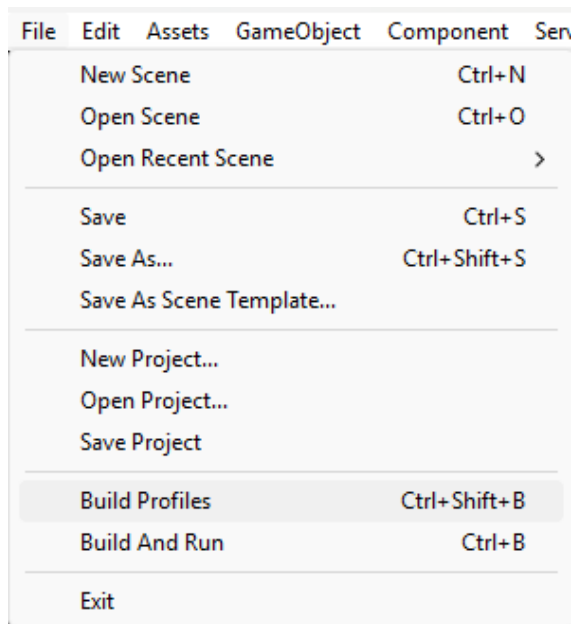 File Edit Assets GameObject Component Serv
New Scene Ctrl+N
Open Scene Ctrl+O
Open Recent Scene >
Save Ctrl+S
Save As... Ctrl+Shift+S
Save As Scene Template...
New Project...
Open Project...
Save Project
Build Profiles Ctrl+Shift+B
Build And Run Ctrl+B
Exit